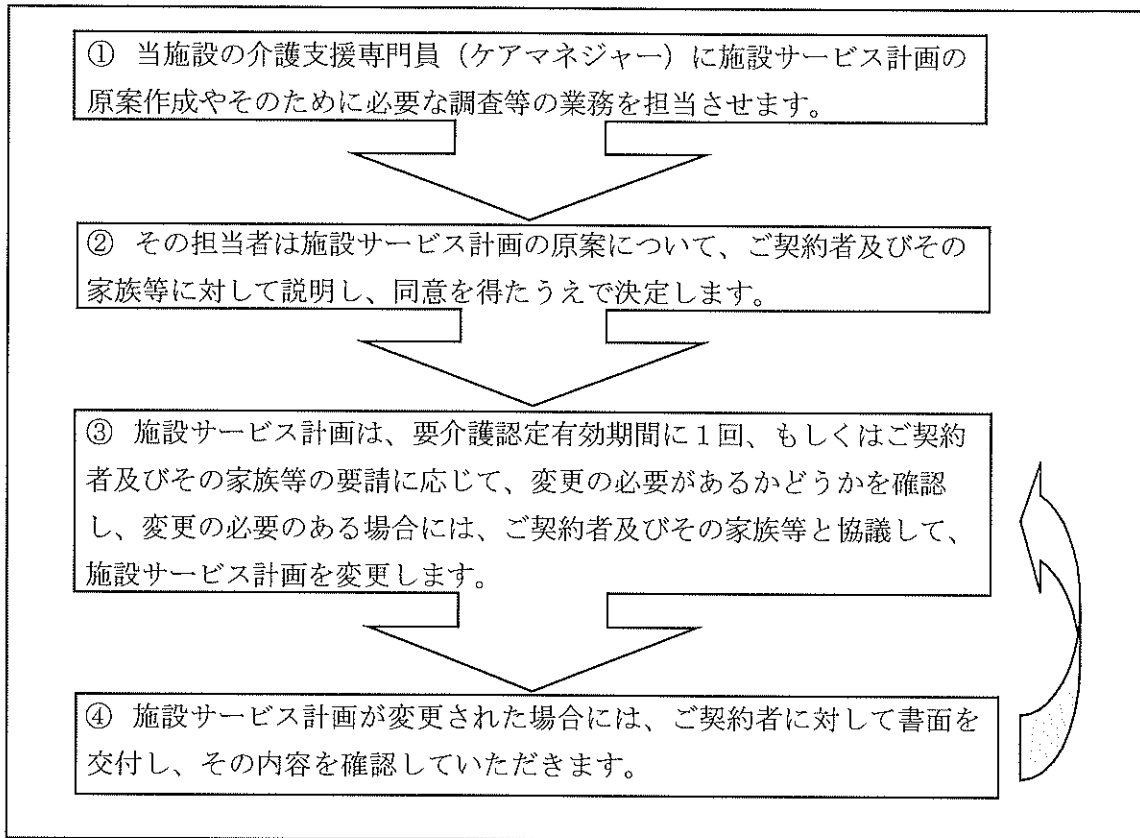 ① 当施設の介護支援専門員（ケアマネジャー）に施設サービス計画の
原案作成やそのために必要な調査等の業務を担当させます。
② その担当者は施設サービス計画の原案について、ご契約者及びその
家族等に対して説明し、同意を得たうえで決定します。
③ 施設サービス計画は、要介護認定有効期間に１回、もしくはご契約
者及びその家族等の要請に応じて、変更の必要があるかどうかを確認
し、変更の必要のある場合には、ご契約者及びその家族等と協議して、
施設サービス計画を変更します。
④ 施設サービス計画が変更された場合には、ご契約者に対して書面を
交付し、その内容を確認していただきます。